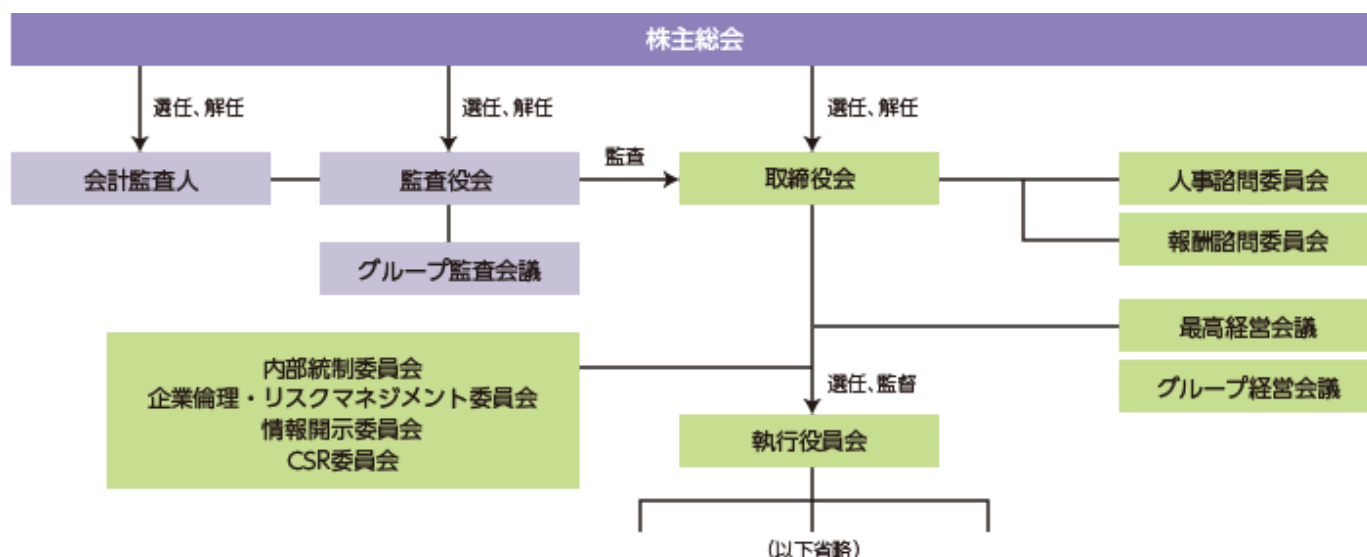 株主総会
選任、解任
選任、解任
選任、解任
会計監査人
監査役会
監査
取締役会
人事諮問委員会
報酬諮問委員会
グループ監査会議
最高経営会議
グループ経営会議
内部統制委員会
企業倫理・リスクマネジメント委員会
情報開示委員会
CSR委員会
選任、監督
執行役員会
(以下省略)